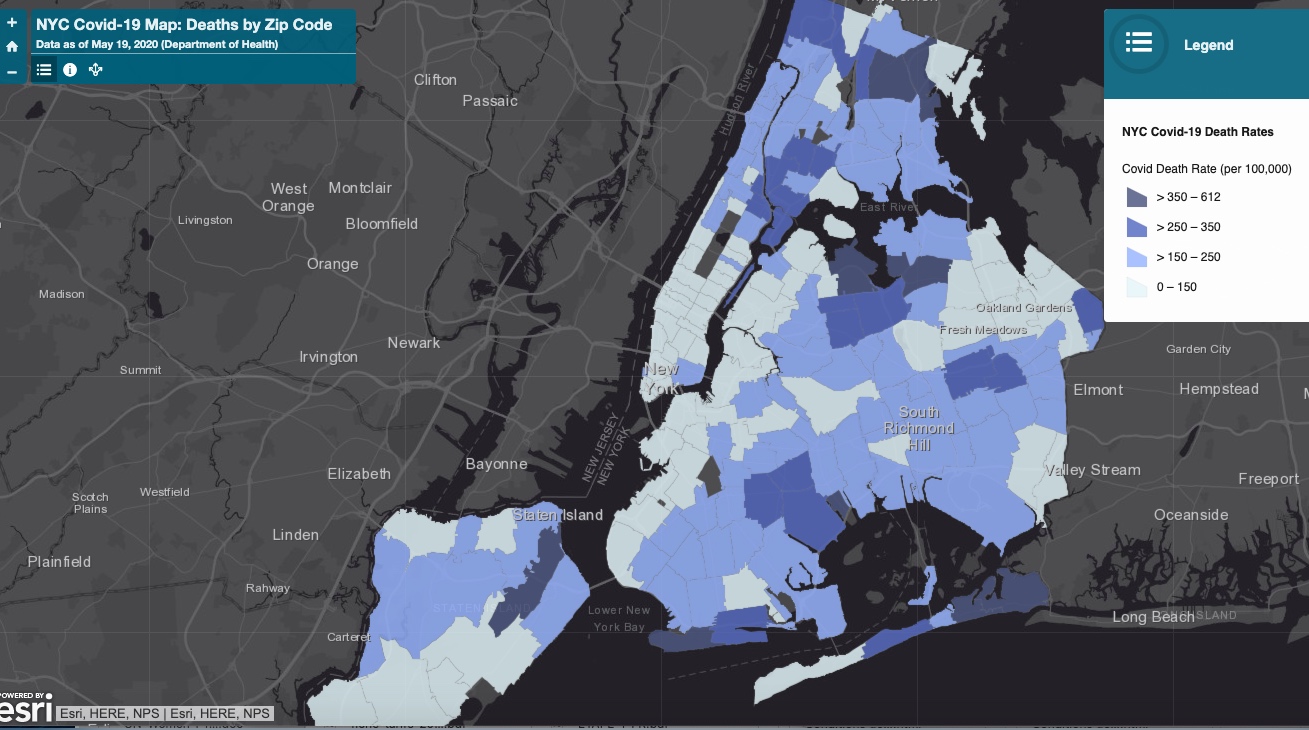 NYC Covid-19 Map: Deaths by Zip Code
Data as of May 19, 2020 (Department of Health)
Legend
NYC Covid-19 Death Rates
Covid Death Rate (per 100,000)
> 350 – 612
> 250 – 350
> 150 – 250
0 – 150
Clifton
Passaic
Hudson River
West
Orange
Montclair
Livingston
Bloomfield
East River
Orange
Madison
Oakland Gardens
Fresh Meadows
Newark
Irvington
Garden City
Summit
New
York
Elmont
Hempstead
South
Richmond
Hill
NEW JERSEY
NEW YORK
Bayonne
Elizabeth
Valley Stream
Freeport
Scotch
Plains
Westfield
Staten Island
Oceanside
Linden
Plainfield
Rahway
STATEN ISLAND
Lower New
York Bay
Long Beach
ISLAND
Carteret
POWERED BY
esri
Esri, HERE, NPS | Esri, HERE, NPS